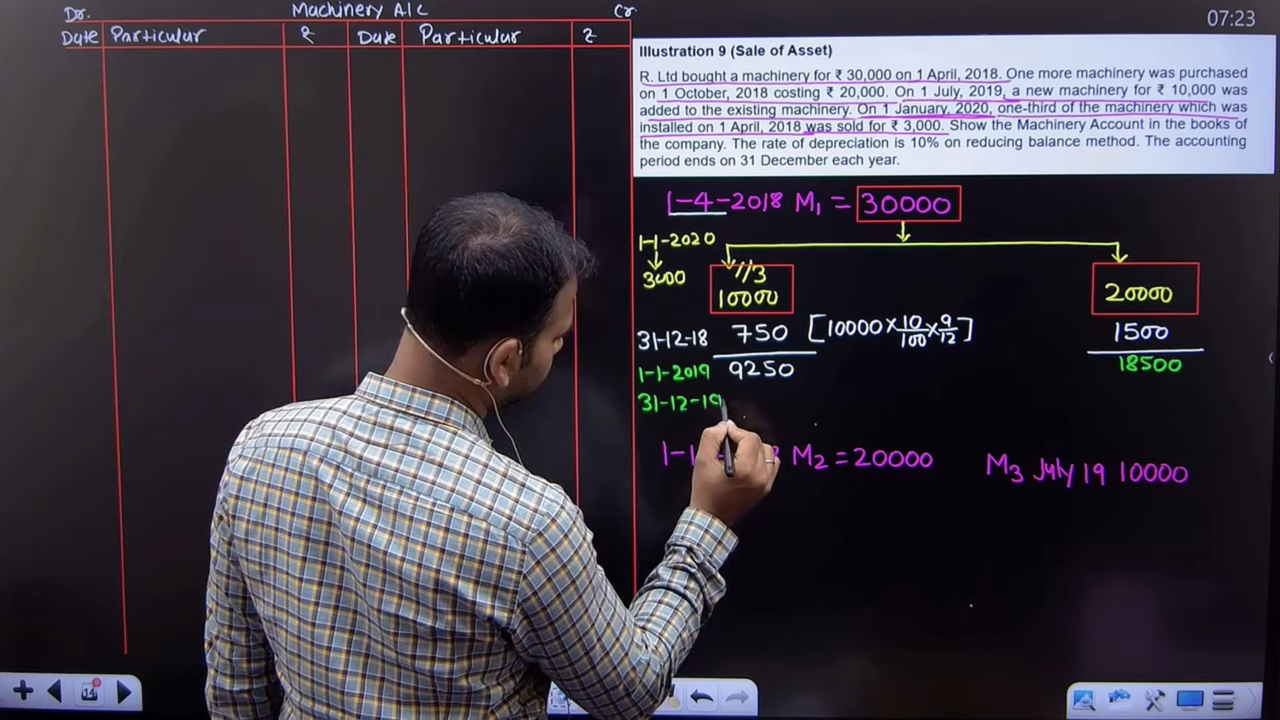 Dr. Machinery A/c Cr.
Date Particular ₹ Date Particular ₹
07:23
Illustration 9 (Sale of Asset)
R. Ltd bought a machinery for ₹ 30,000 on 1 April, 2018. One more machinery was purchased
on 1 October, 2018 costing ₹ 20,000. On 1 July, 2019, a new machinery for ₹ 10,000 was
added to the existing machinery. On 1 January, 2020, one-third of the machinery which was
installed on 1 April, 2018 was sold for ₹ 3,000. Show the Machinery Account in the books of
the company. The rate of depreciation is 10% on reducing balance method. The accounting
period ends on 31 December each year.
1-4-2018 M1 = 30000
1-1-2020
3000
1/3
10000
20000
31-12-18 750 [10000 × 10/100 × 9/12] 1500
1-1-2019 9250 18500
31-12-19
M2 = 20000 M3 July 19 10000
14